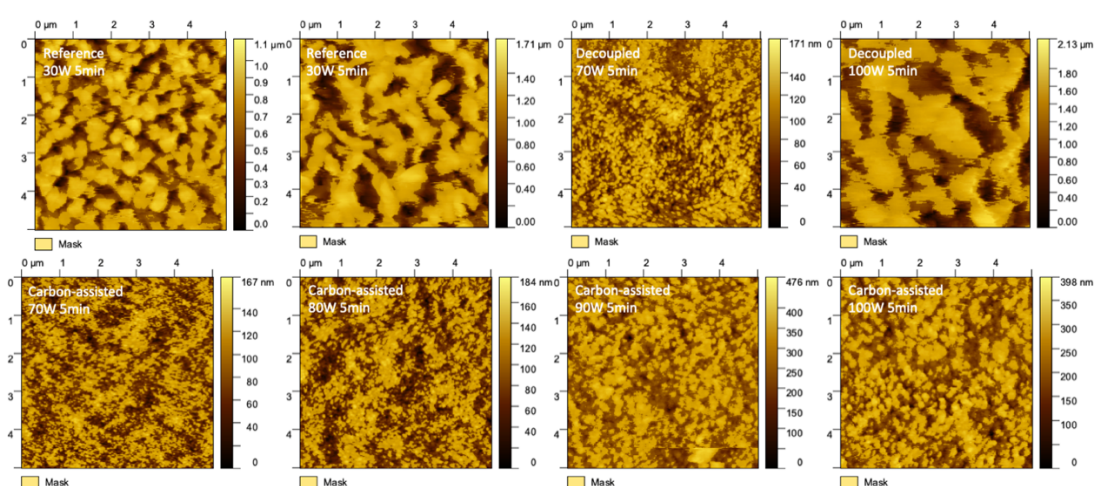 0 µm 1 2 3 4
Reference
30W 5min
0
1
2
3
4
1.1 µm
1.0
0.9
0.8
0.7
0.6
0.5
0.4
0.3
0.2
0.0
Mask
0 µm 1 2 3 4
Reference
30W 5min
0
1
2
3
4
1.71 µm
1.40
1.20
1.00
0.80
0.60
0.40
0.00
Mask
0 µm 1 2 3 4
Decoupled
70W 5min
0
1
2
3
4
171 nm
140
120
100
80
60
40
0
Mask
0 µm 1 2 3 4
Decoupled
100W 5min
0
1
2
3
4
2.13 µm
1.80
1.60
1.40
1.20
1.00
0.80
0.60
0.40
0.00
Mask
0 µm 1 2 3 4
Carbon-assisted
70W 5min
0
1
2
3
4
167 nm
140
120
100
80
60
40
0
Mask
0 µm 1 2 3 4
Carbon-assisted
80W 5min
0
1
2
3
4
184 nm
160
140
120
100
80
60
40
0
Mask
0 µm 1 2 3 4
Carbon-assisted
90W 5min
0
1
2
3
4
476 nm
400
350
300
250
200
150
100
0
Mask
0 µm 1 2 3 4
Carbon-assisted
100W 5min
0
1
2
3
4
398 nm
350
300
250
200
150
100
0
Mask